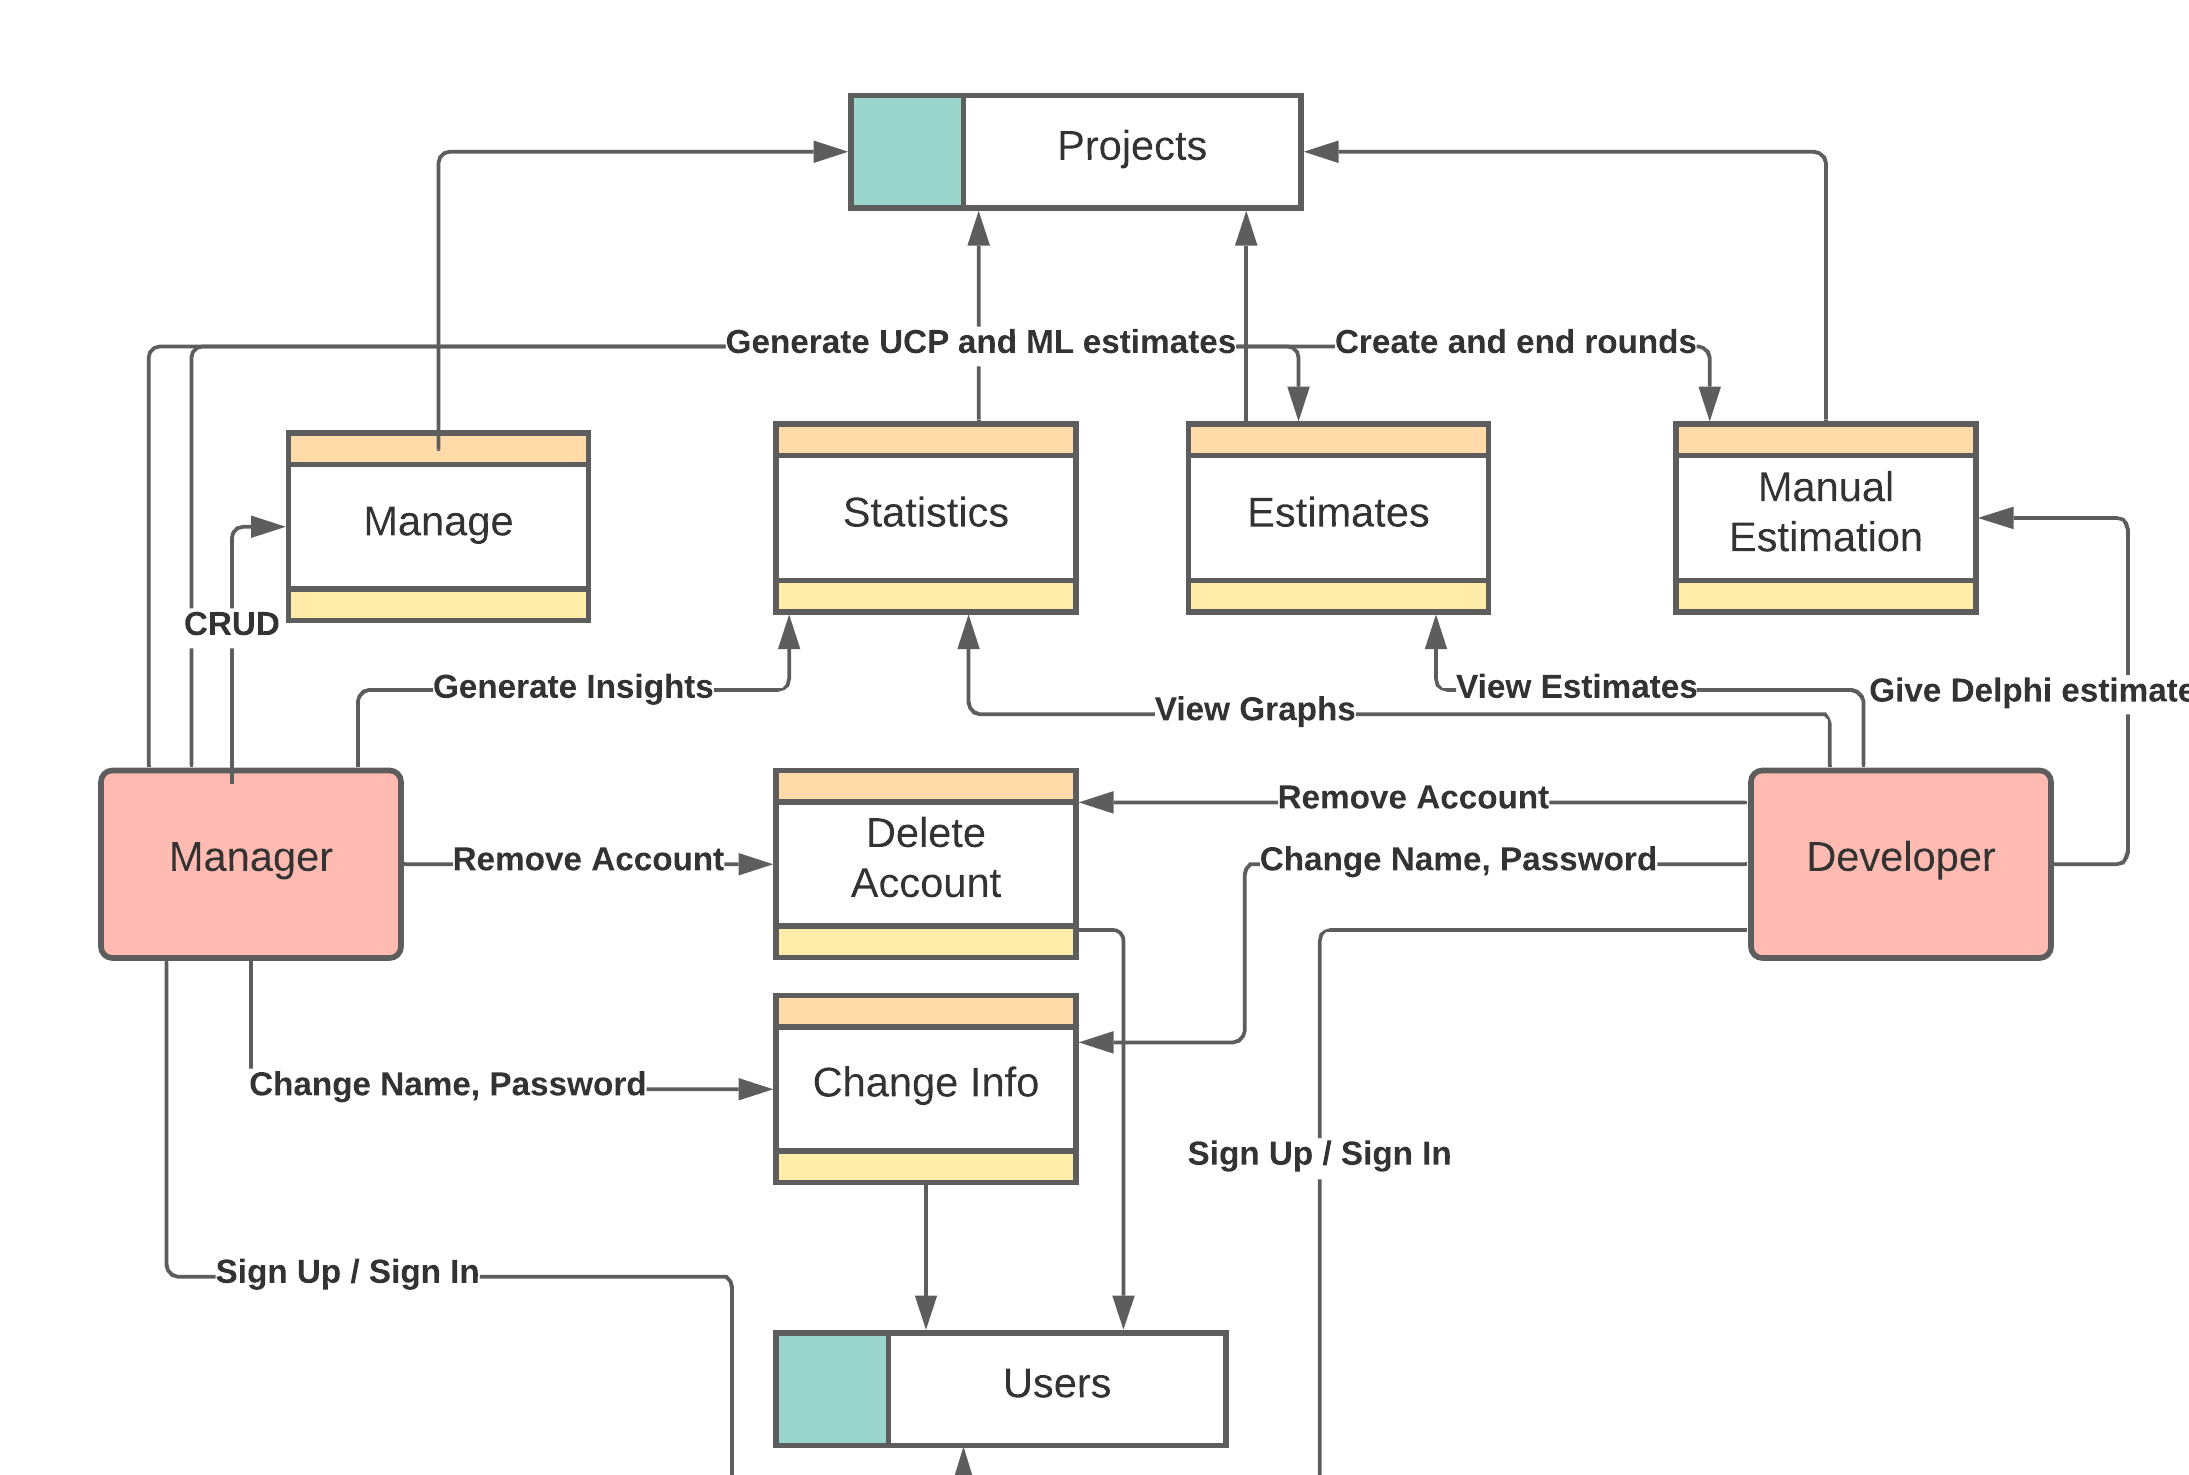 Projects
Generate UCP and ML estimates
Create and end rounds
Manage
Statistics
Estimates
Manual
Estimation
CRUD
Generate Insights
View Graphs
View Estimates
Give Delphi estimate
Manager
Remove Account
Delete
Account
Remove Account
Change Name, Password
Developer
Change Name, Password
Change Info
Sign Up / Sign In
Sign Up / Sign In
Users